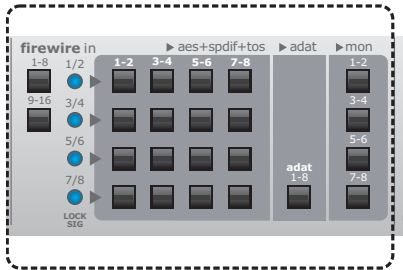 firewire in ▶ aes+spdif+tos ▶ adat ▶ mon
1-8 1/2 1-2 3-4 5-6 7-8 1-2
9-16 3/4 3-4
5/6 5-6
7/8 adat 1-8 7-8
LOCK
SIG